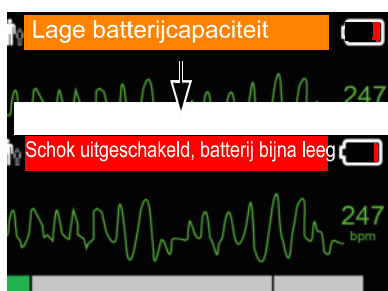 Lage batterijcapaciteit
247
Schok uitgeschakeld, batterij bijna leeg
247
bpm